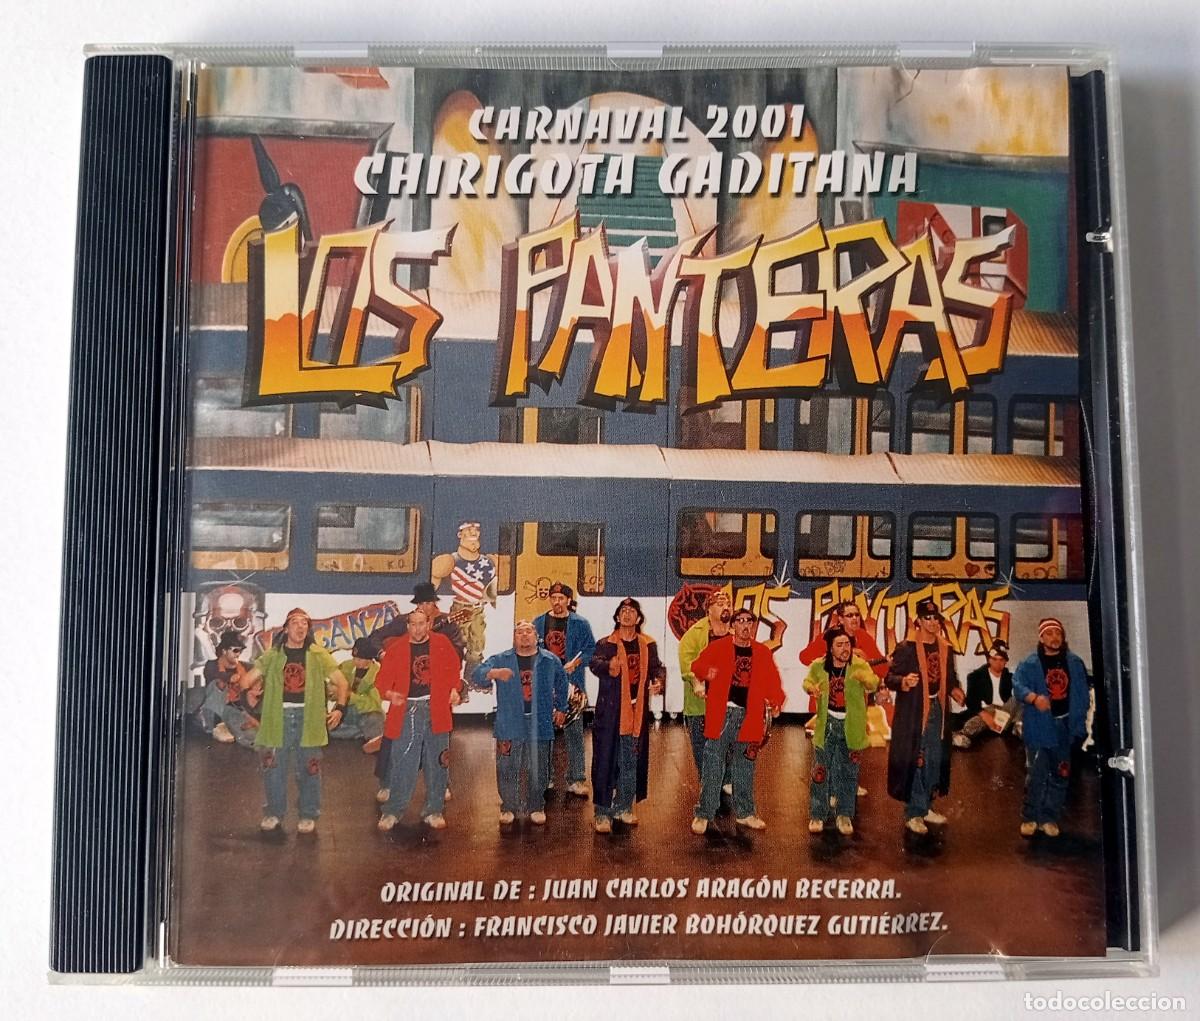 CARNAVAL '2001
CHIRIGOTA GADITANA
LOS PANTERAS
LOS PANTERAS
ORIGINAL DE : JUAN CARLOS ARAGÓN BECERRA.
DIRECCIÓN : FRANCISCO JAVIER BOHÓRQUEZ GUTIÉRREZ.
todocoleccion